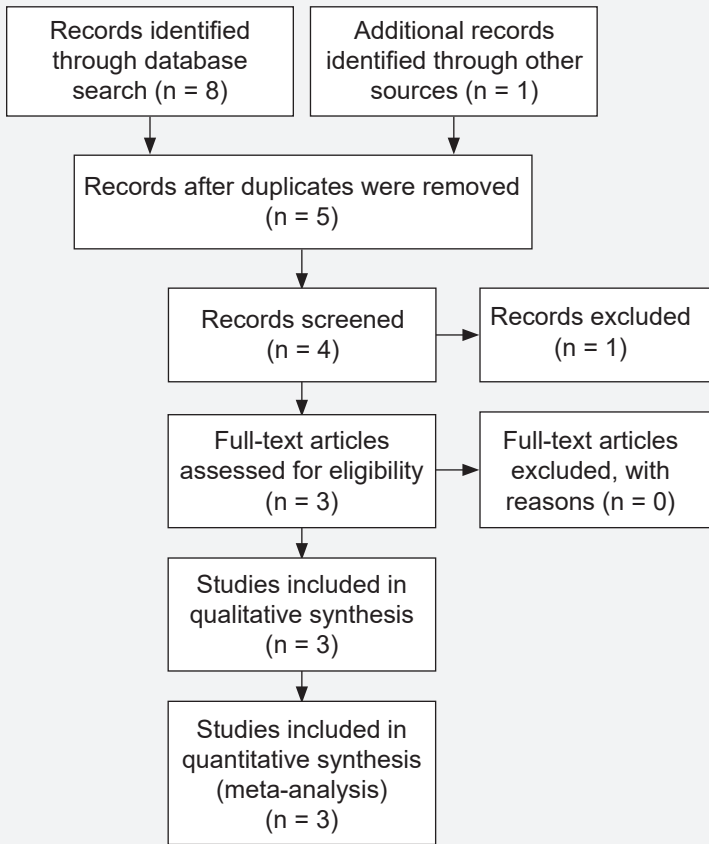 Records identified
through database
search (n = 8)
Additional records
identified through other
sources (n = 1)
Records after duplicates were removed
(n = 5)
Records screened
(n = 4)
Records excluded
(n = 1)
Full-text articles
assessed for eligibility
(n = 3)
Full-text articles
excluded, with
reasons (n = 0)
Studies included in
qualitative synthesis
(n = 3)
Studies included in
quantitative synthesis
(meta-analysis)
(n = 3)